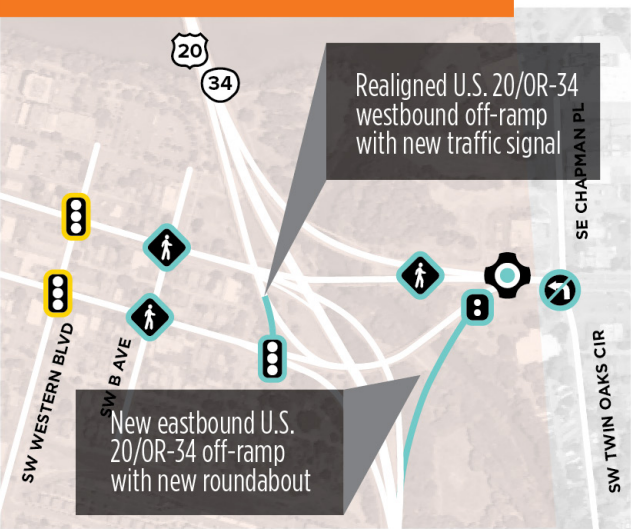 20
34
Realigned U.S. 20/OR-34
westbound off-ramp
with new traffic signal
SE CHAPMAN PL
SW WESTERN BLVD
SW B AVE
SW TWIN OAKS CIR
New eastbound U.S.
20/OR-34 off-ramp
with new roundabout